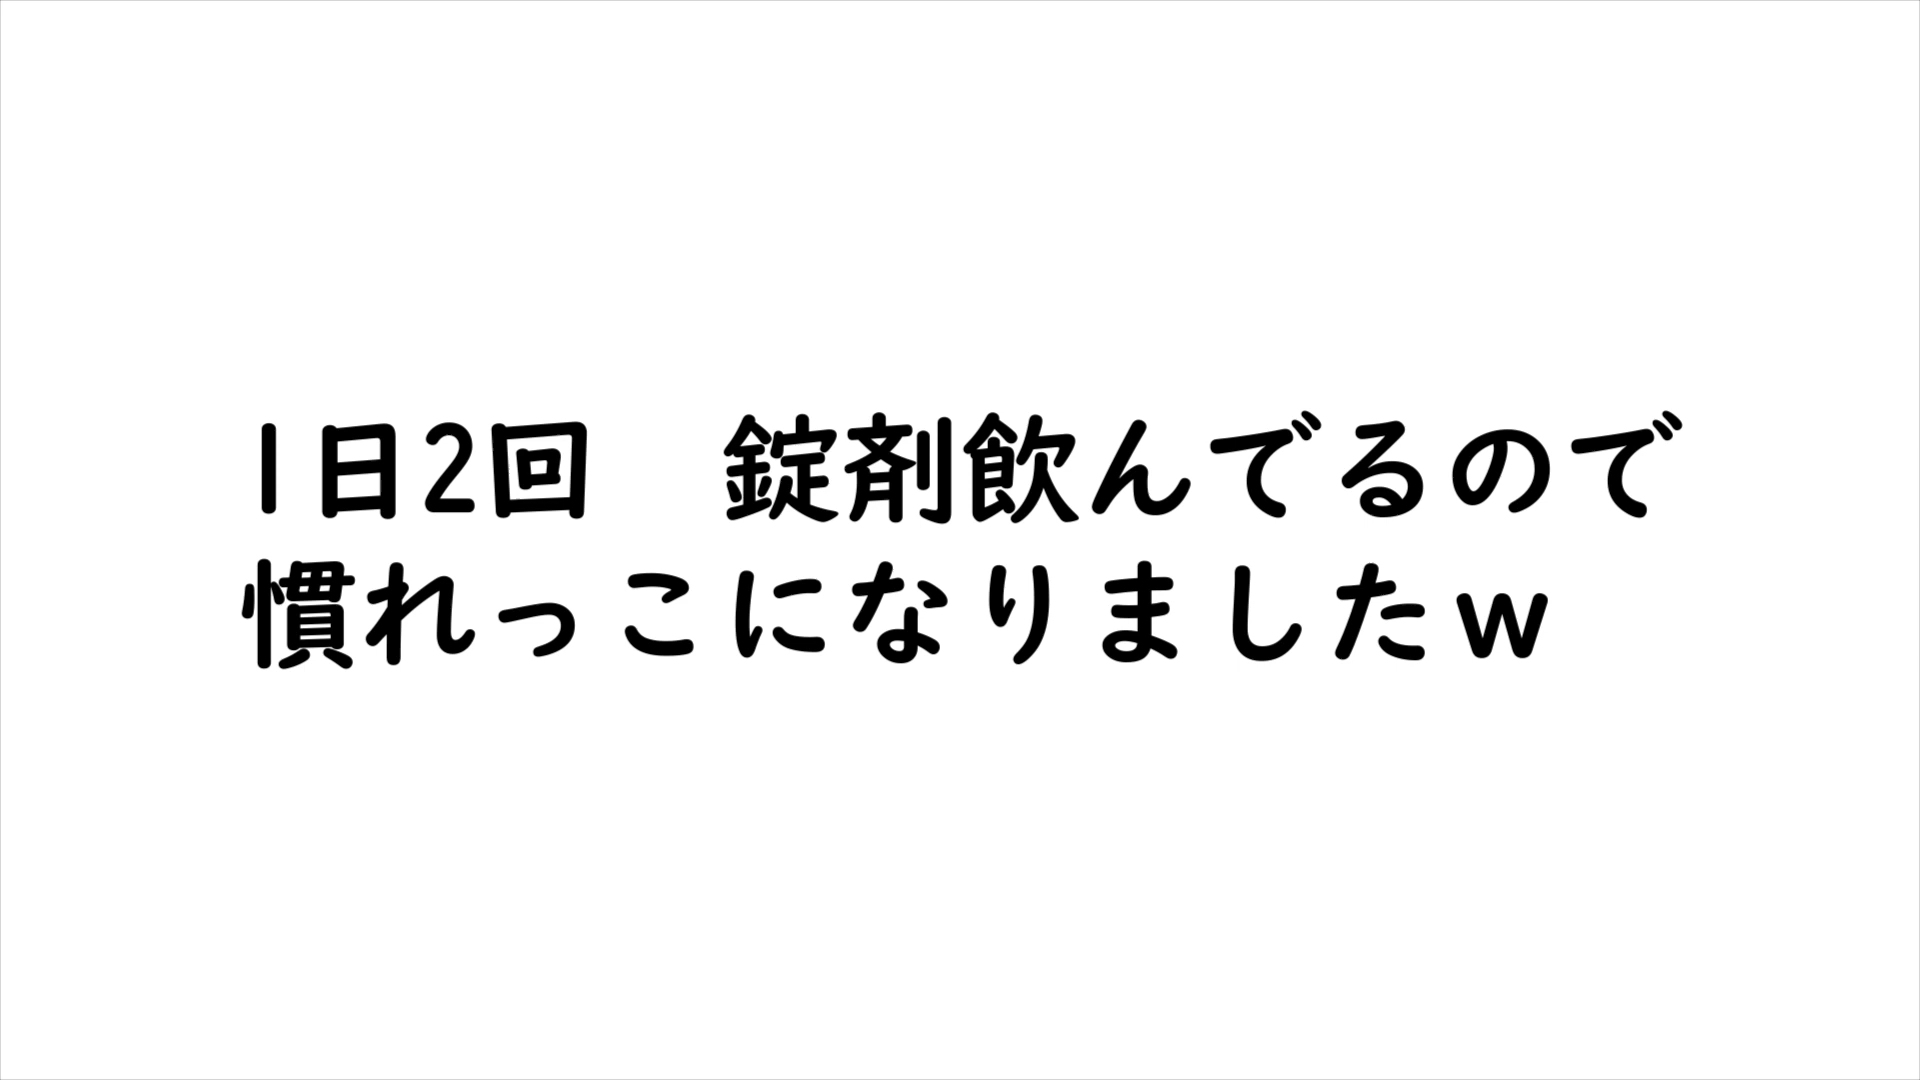 1日2回　錠剤飲んでるので
慣れっこになりましたｗ